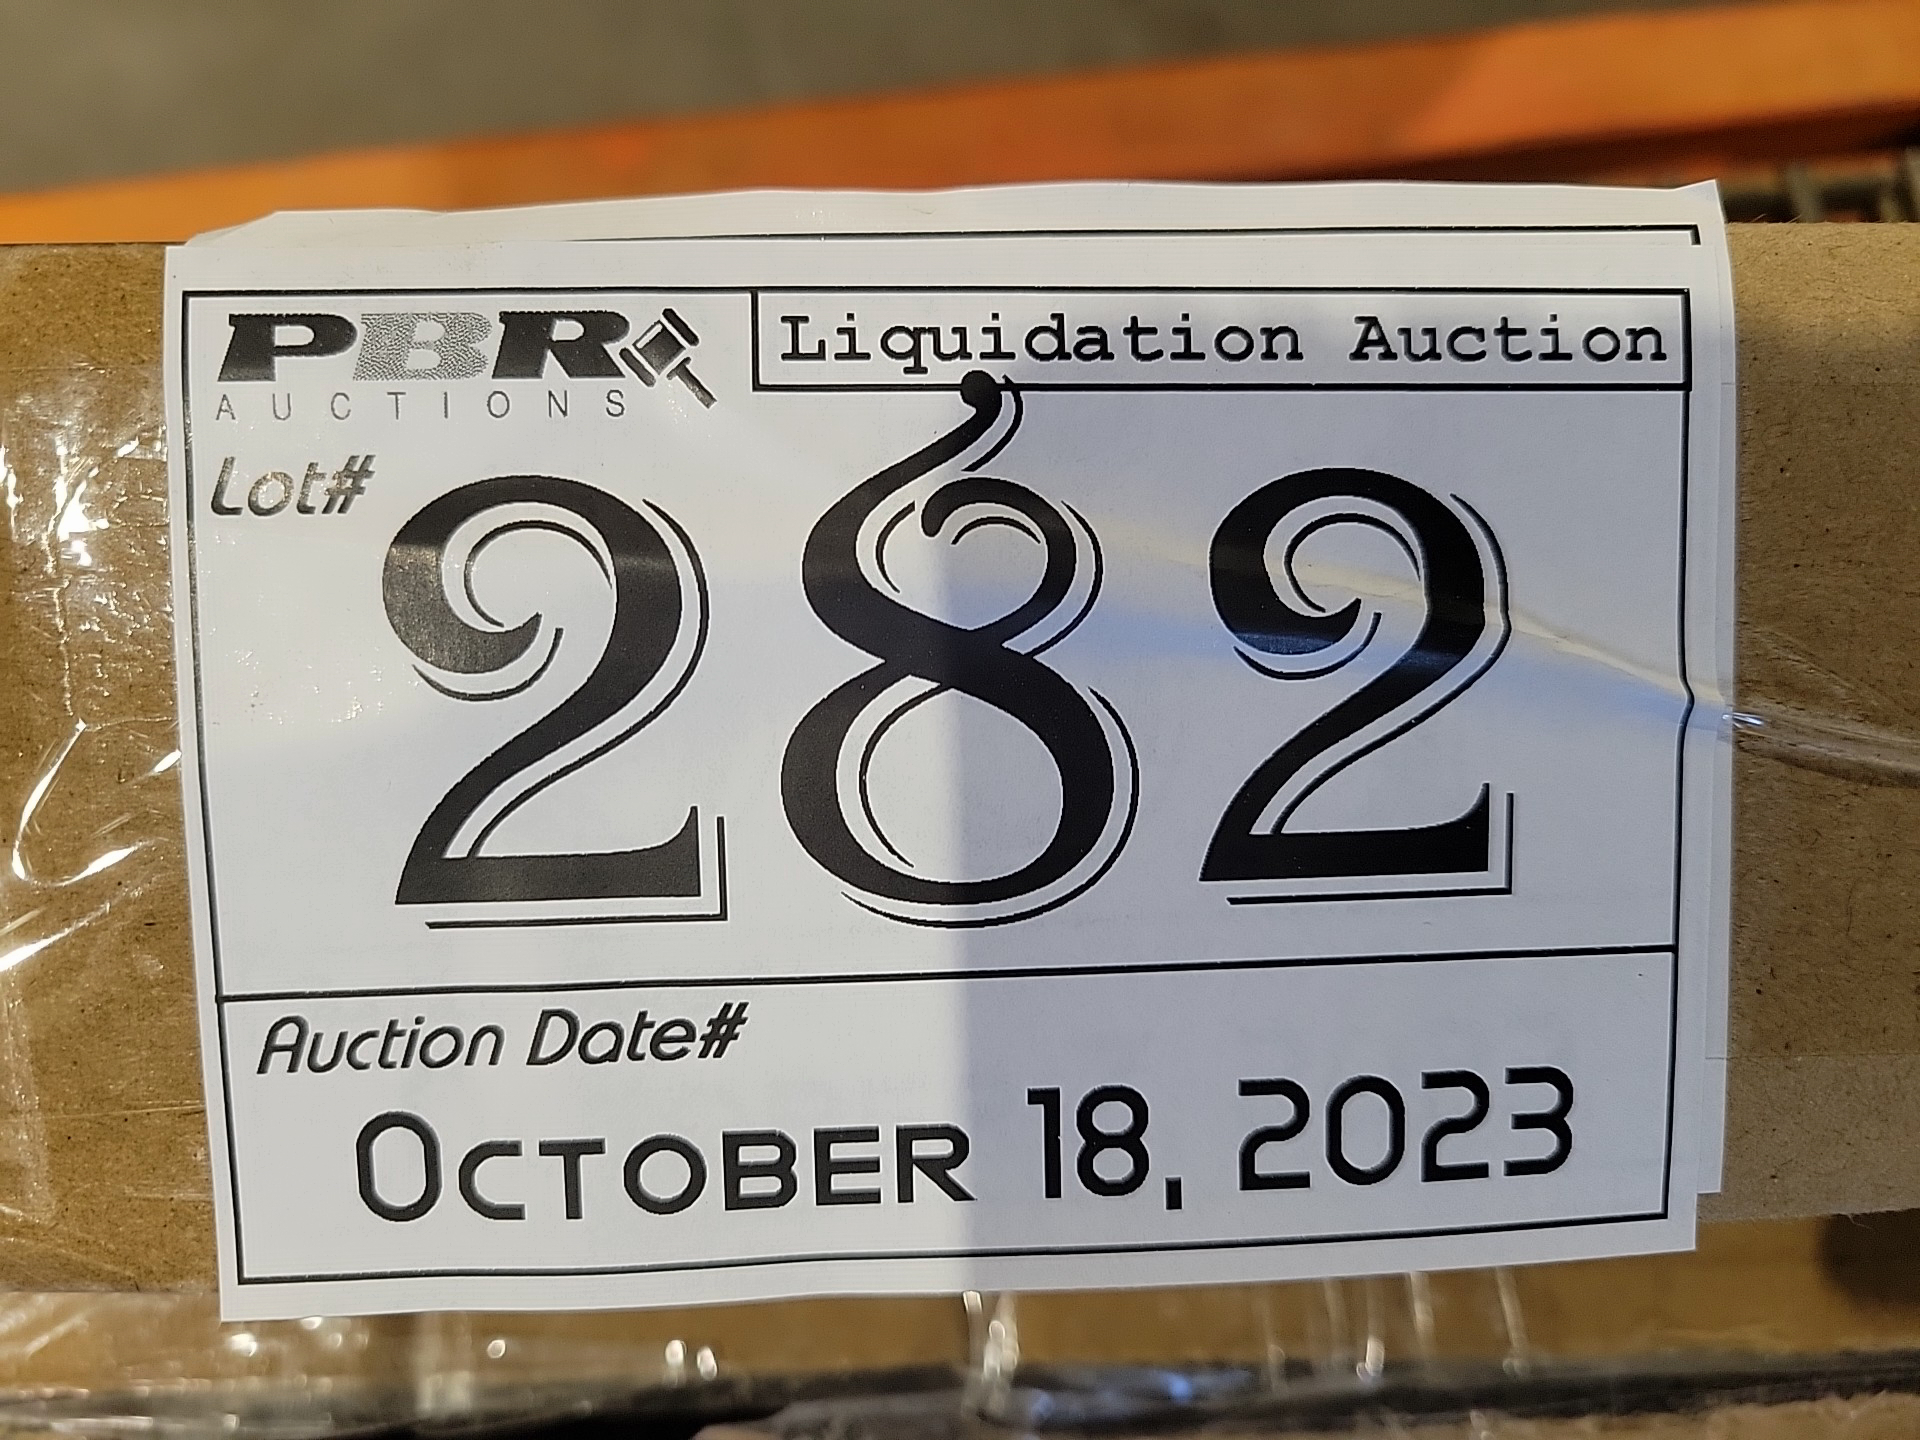 PBR
AUCTIONS
Liquidation Auction
Lot#
282
Auction Date#
October 18, 2023